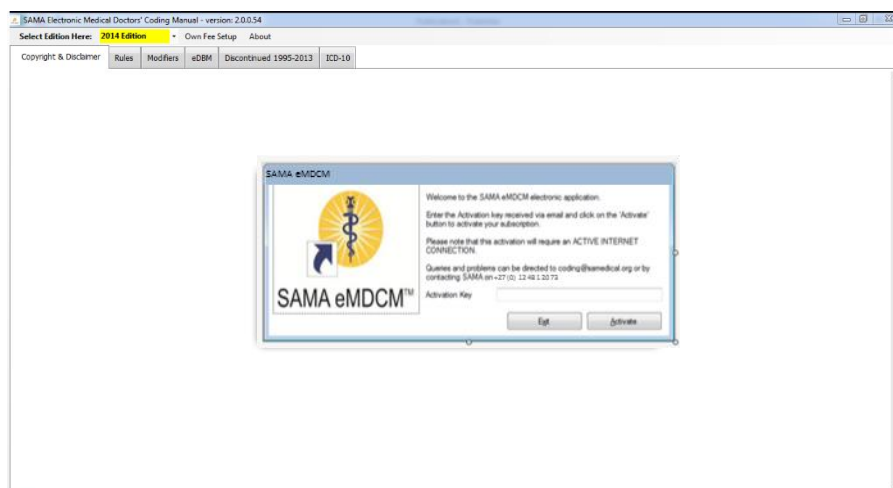 SAMA Electronic Medical Doctors' Coding Manual - version: 2.0.0.54
Select Edition Here: 2014 Edition Own Fee Setup About
Copyright & Disclaimer Rules Modifiers eDBM Discontinued 1995-2013 ICD-10
SAMA eMDCM
Welcome to the SAMA eMDCM electronic application.
Enter the Activation key received via email and click on the 'Activate'
button to activate your subscription.
Please note that this activation will require an ACTIVE INTERNET
CONNECTION.
Queries and problems can be directed to coding@samedical.org or by
contacting SAMA on +27 (0) 12 481 2073
Activation Key
SAMA eMDCM™
Exit Activate